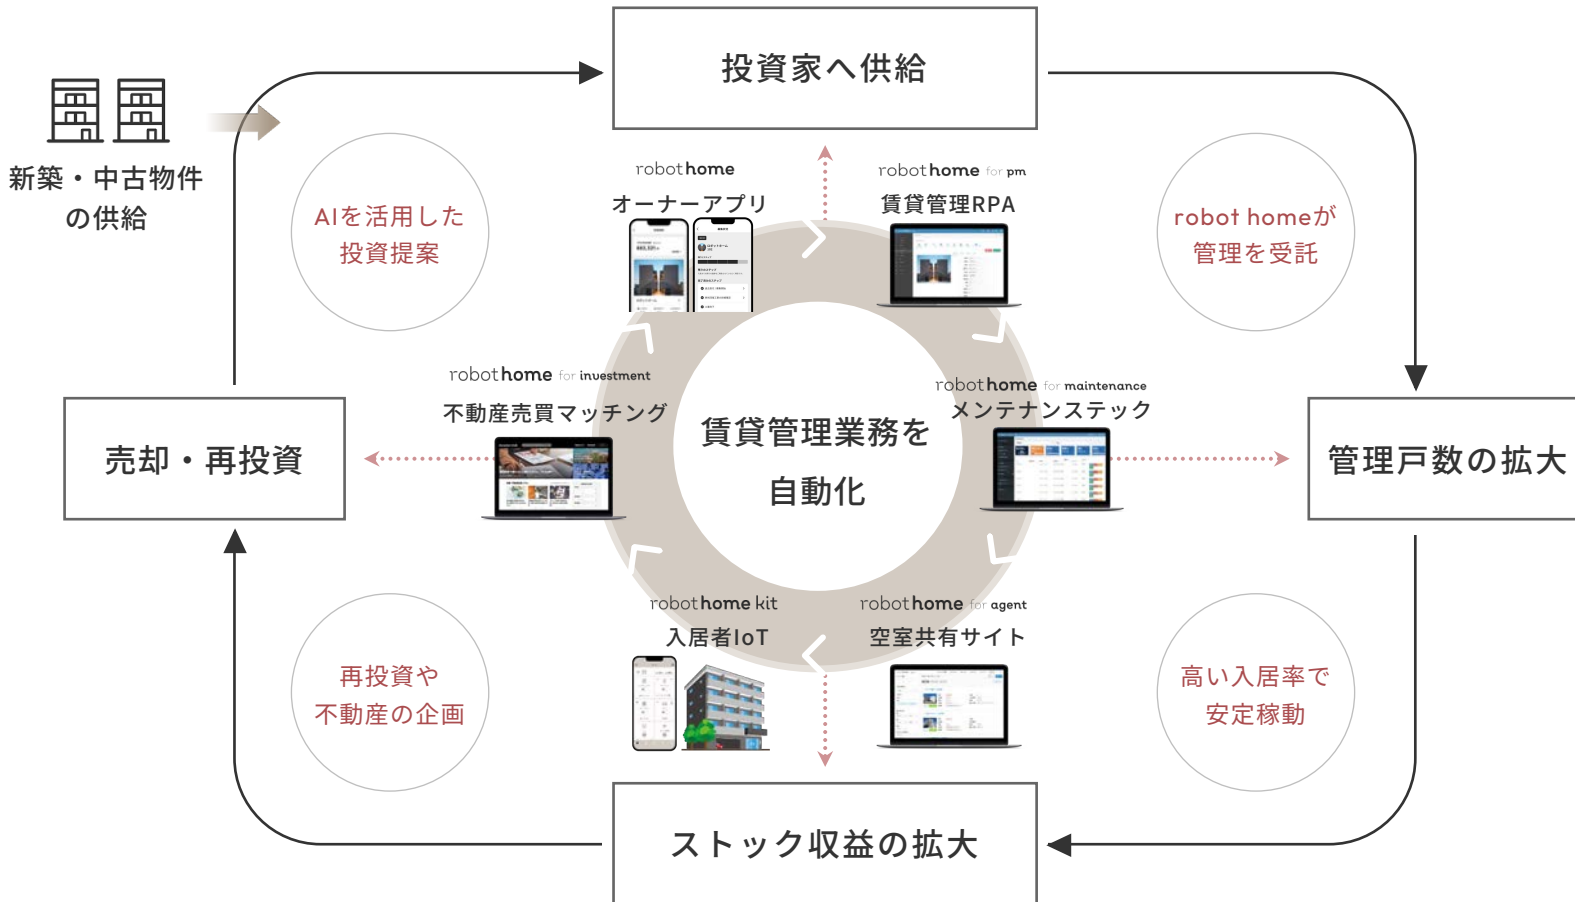 投資家へ供給
新築・中古物件
の供給
AIを活用した
投資提案
robot home
オーナーアプリ
robot home for pm
賃貸管理RPA
robot homeが
管理を受託
robot home for investment
不動産売買マッチング
robot home for maintenance
メンテナンステック
賃貸管理業務を
自動化
売却・再投資
管理戸数の拡大
robot home kit
入居者IoT
robot home for agent
空室共有サイト
再投資や
不動産の企画
高い入居率で
安定稼動
ストック収益の拡大